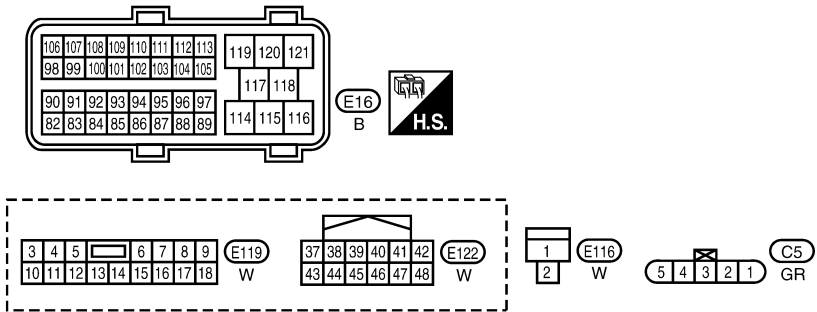 106 107 108 109 110 111 112 113
98 99 100 101 102 103 104 105
119 120 121
117 118
90 91 92 93 94 95 96 97
82 83 84 85 86 87 88 89
114 115 116
E16
B
H.S.
3 4 5 6 7 8 9
10 11 12 13 14 15 16 17 18
E119
W
37 38 39 40 41 42
43 44 45 46 47 48
E122
W
1
2
E116
W
5 4 3 2 1
C5
GR